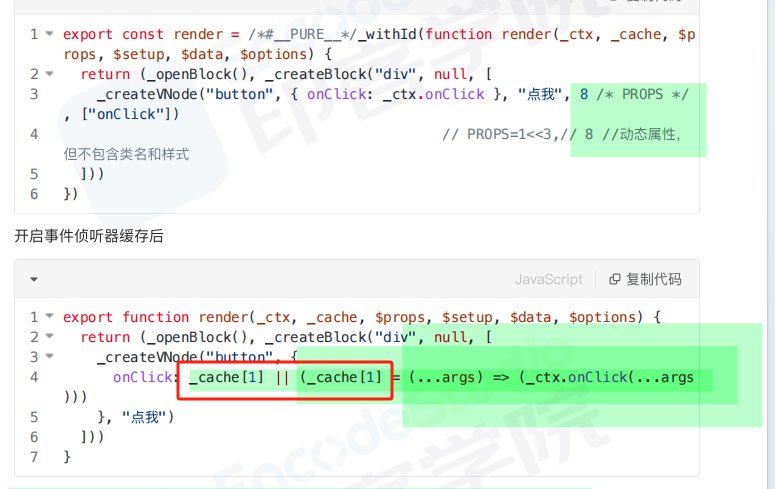 1 export const render = /*#__PURE__*/_withId(function render(_ctx, _cache, $p
rops, $setup, $data, $options) {
2 return (_openBlock(), _createBlock("div", null, [
3 _createVNode("button", { onClick: _ctx.onClick }, "点我", 8 /* PROPS */
, ["onClick"])
4 // PROPS=1<<3,// 8 //动态属性，
但不包含类名和样式
5 ]))
6 })
开启事件侦听器缓存后
JavaScript 复制代码
1 export function render(_ctx, _cache, $props, $setup, $data, $options) {
2 return (_openBlock(), _createBlock("div", null, [
3 _createVNode("button", {
4 onClick: _cache[1] || (_cache[1] = (...args) => (_ctx.onClick(...args
)))
5 }, "点我")
6 ]))
7 }